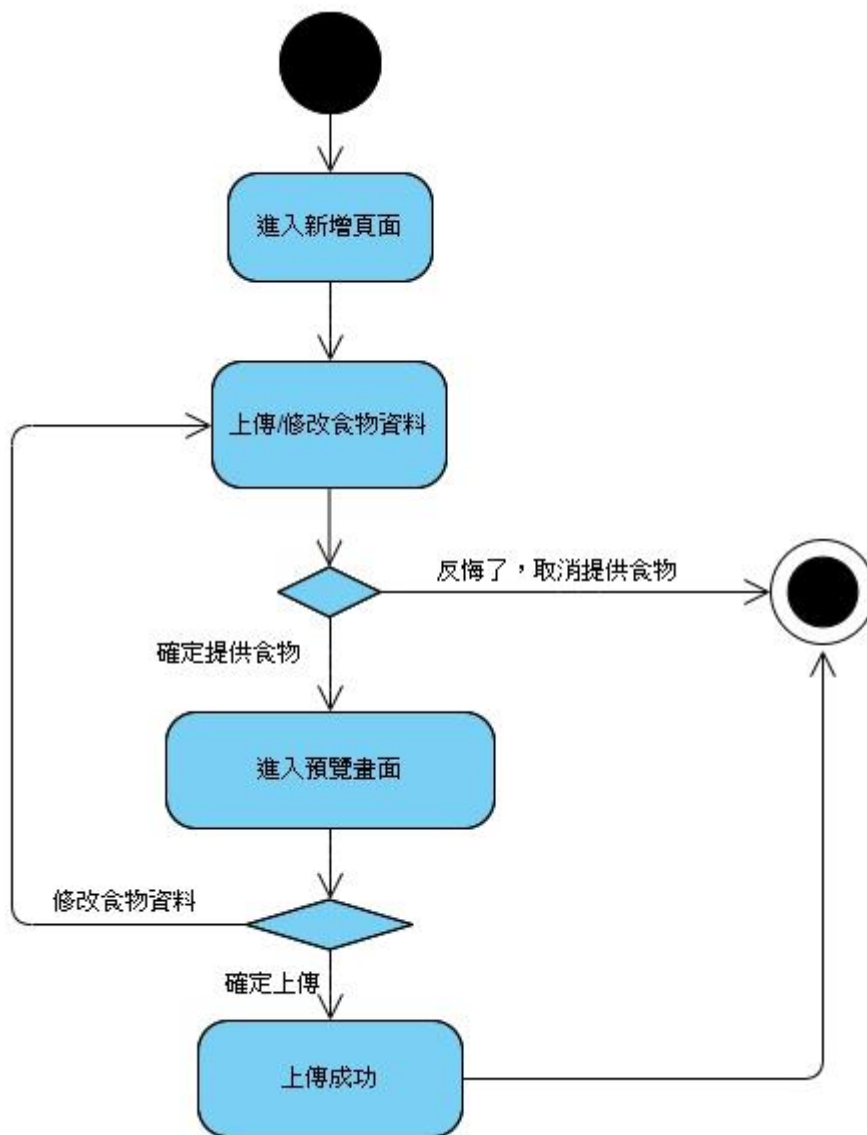 進入新增頁面
上傳/修改食物資料
反悔了，取消提供食物
確定提供食物
進入預覽畫面
修改食物資料
確定上傳
上傳成功